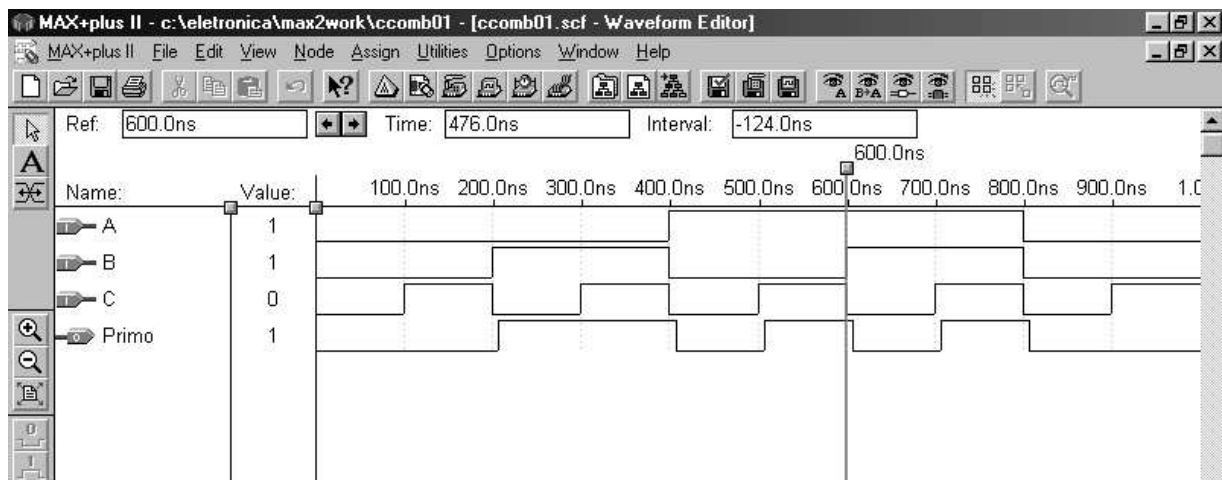 MAX+plus II - c:\eletronica\max2work\ccomb01 - [ccomb01.scf - Waveform Editor]
MAX+plus II File Edit View Node Assign Utilities Options Window Help
A B+A
Ref: 600.0ns Time: 476.0ns Interval: -124.0ns
600.0ns
Name: Value: 100.0ns 200.0ns 300.0ns 400.0ns 500.0ns 600.0ns 700.0ns 800.0ns 900.0ns 1.0
A 1
B 1
C 0
Primo 1